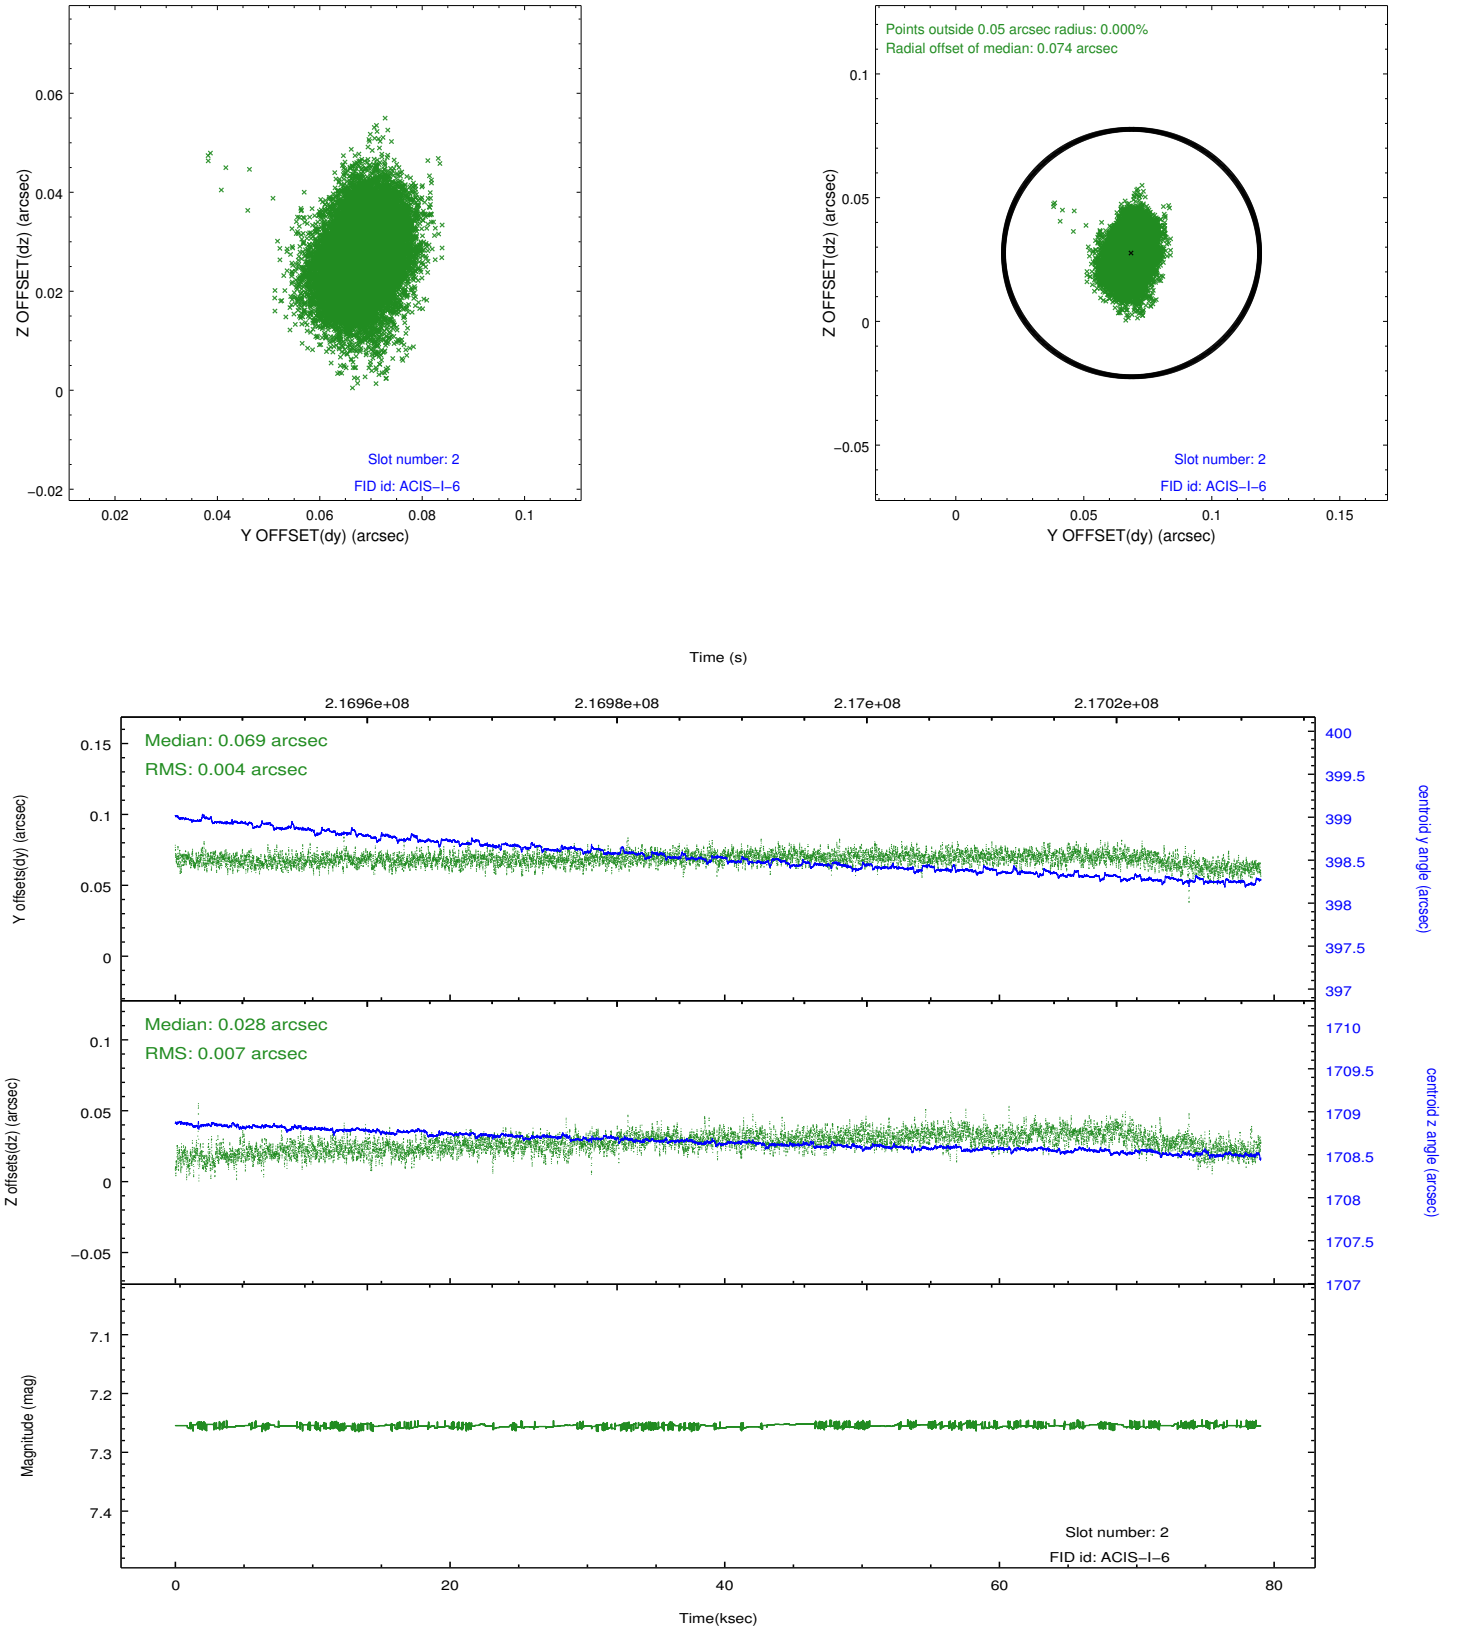 0.06
0.04
0.02
0
−0.02
Z OFFSET(dz) (arcsec)
Slot number: 2
FID id: ACIS−I−6
0.02 0.04 0.06 0.08 0.1
Y OFFSET(dy) (arcsec)
Points outside 0.05 arcsec radius: 0.000%
Radial offset of median: 0.074 arcsec
0.1
0.05
0
−0.05
Z OFFSET(dz) (arcsec)
Slot number: 2
FID id: ACIS−I−6
0 0.05 0.1 0.15
Y OFFSET(dy) (arcsec)
Time (s)
2.1696e+08 2.1698e+08 2.17e+08 2.1702e+08
Median: 0.069 arcsec
RMS: 0.004 arcsec
0.15
0.1
0.05
0
Y offsets(dy) (arcsec)
400
399.5
399
398.5
398
397.5
397
centroid y angle (arcsec)
Median: 0.028 arcsec
RMS: 0.007 arcsec
0.1
0.05
0
−0.05
Z offsets(dz) (arcsec)
1710
1709.5
1709
1708.5
1708
1707.5
1707
centroid z angle (arcsec)
7.1
7.2
7.3
7.4
Magnitude (mag)
Slot number: 2
FID id: ACIS−I−6
0 20 40 60 80
Time(ksec)